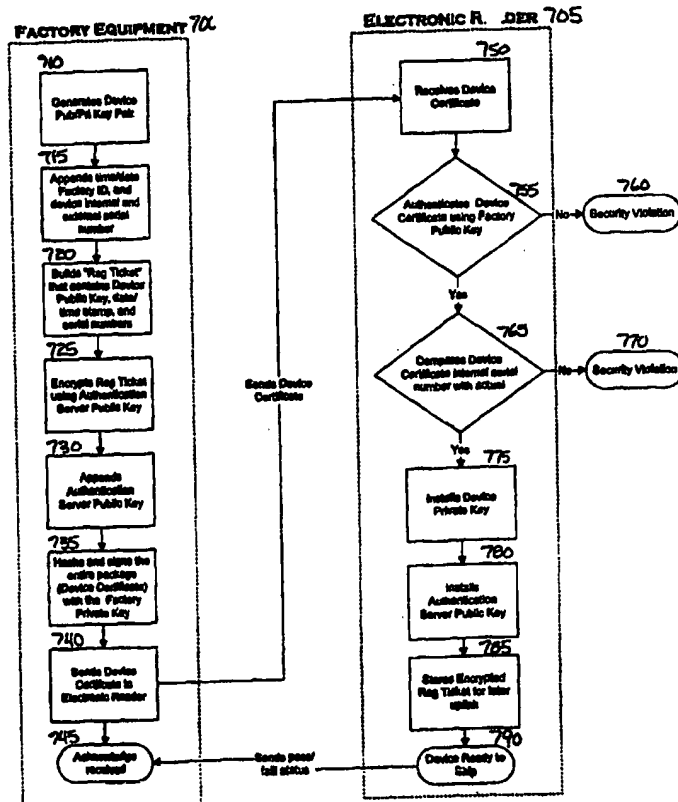 FACTORY EQUIPMENT 70
710
Generates Device
Pub/Pri Key Pair
715
Appends time/date
Factory ID, and
device internal and
external serial
number
720
Builds "Reg Ticket"
that contains Device
Public Key, date/
time stamp, and
serial numbers
725
Encrypts Reg Ticket
using Authentication
Server Public Key
730
Appends
Authentication
Server Public Key
735
Hashes and signs the
entire package
(Device Certificate)
with the Factory
Private Key
740
Sends Device
Certificate to
Electronic Reader
745
Acknowledge
received
Sends Device
Certificate
Sends pass/
fail status
ELECTRONIC R DER 705
750
Receives Device
Certificate
755
Authenticates Device
Certificate using Factory
Public Key
No
760
Security Violation
Yes
765
Compares Device
Certificate internal serial
number with actual
No
770
Security Violation
Yes
775
Installs Device
Private Key
780
Installs
Authentication
Server Public Key
785
Stores Encrypted
Reg Ticket for later
uplink
790
Device Ready to
Ship